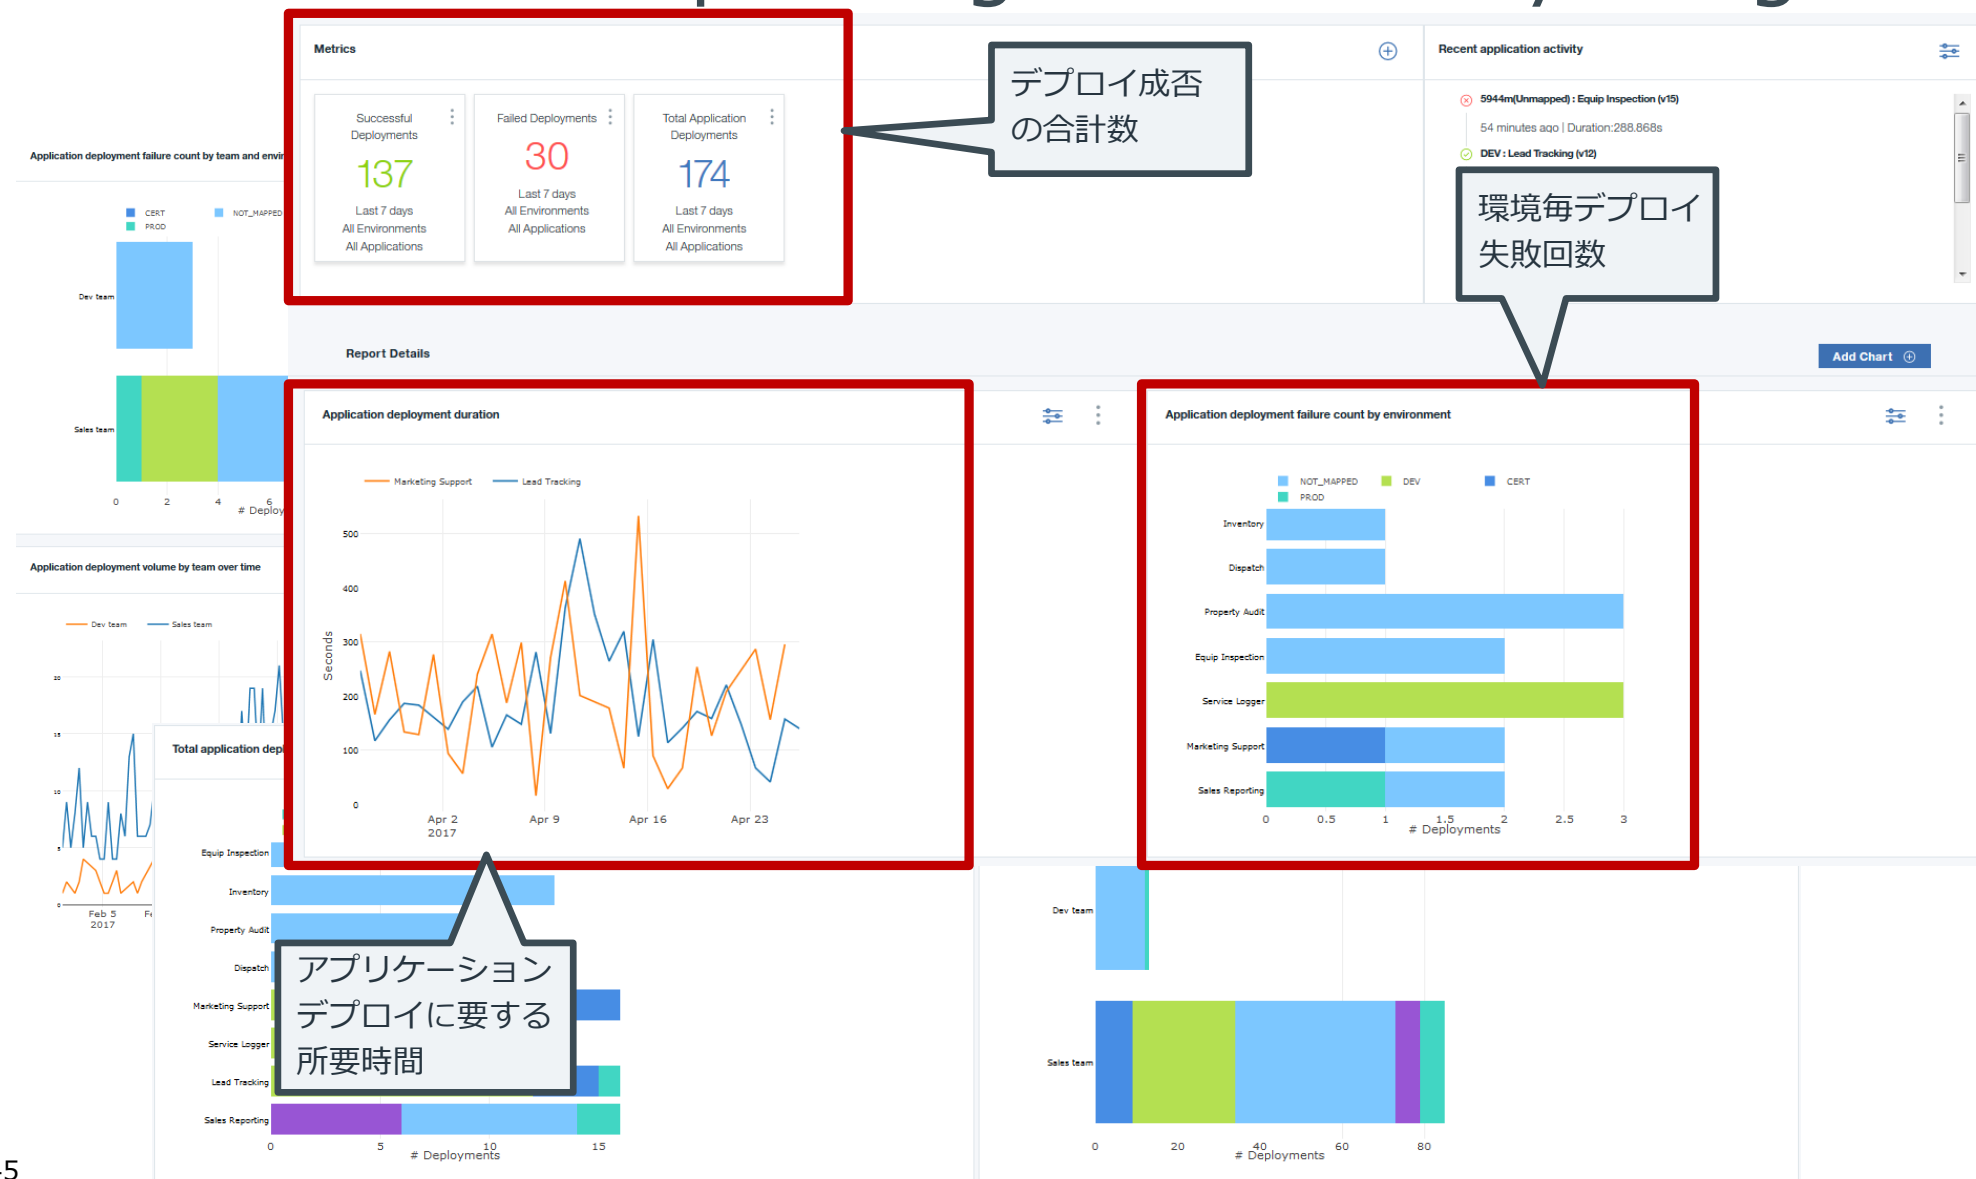 Metrics
Successful
Deployments
137
Last 7 days
All Environments
All Applications
Failed Deployments
30
Last 7 days
All Environments
All Applications
Total Application
Deployments
174
Last 7 days
All Environments
All Applications
デプロイ成否
の合計数
Recent application activity
5944m(Unmapped) : Equip Inspection (v15)
54 minutes ago | Duration:288.868s
DEV : Lead Tracking (v12)
環境毎デプロイ
失敗回数
Application deployment failure count by team and
CERT NOT_MAPPED
PROD
Dev team
Sales team
0 2 4 6
# Deploy
Report Details
Add Chart
Application deployment duration
Marketing Support Lead Tracking
500
400
300
200
100
0
Seconds
Apr 2 Apr 9 Apr 16 Apr 23
2017
Application deployment failure count by environment
NOT_MAPPED DEV CERT
PROD
Inventory
Dispatch
Property Audit
Equip Inspection
Service Logger
Marketing Support
Sales Reporting
0 0.5 1 1.5 2 2.5 3
# Deployments
Application deployment volume by team over time
Dev team Sales team
20
15
10
5
0
Feb 5
2017
Total application
Equip Inspection
Inventory
Property Audit
Dispatch
Marketing Support
Service Logger
Lead Tracking
Sales Reporting
0 5 10 15
# Deployments
アプリケーション
デプロイに要する
所要時間
Dev team
Sales team
0 20 40 60 80
# Deployments